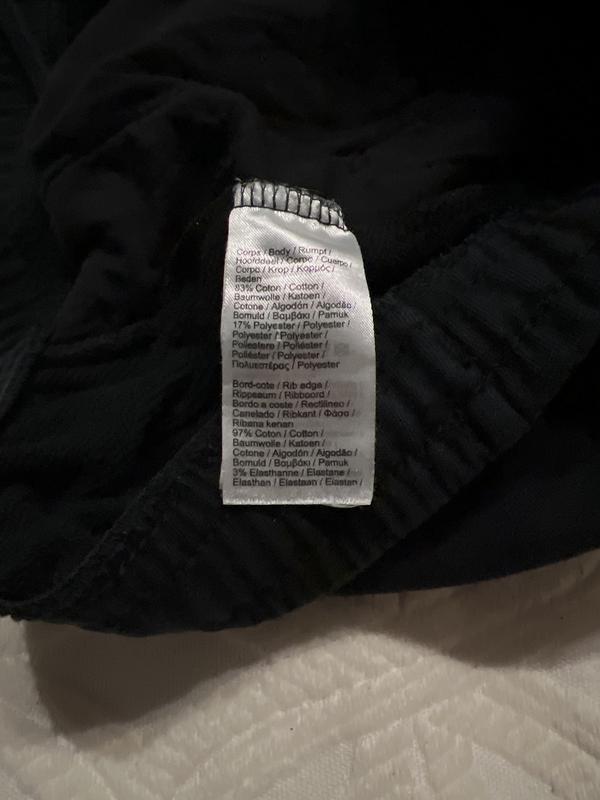 Corps / Body / Rumpf /
Hoofddeel / Corpo / Cuerpo /
Corpo / Krop / Κορμός /
Beden
83% Coton / Cotton /
Baumwolle / Katoen /
Cotone / Algodón / Algodão /
Bomuld / Βαμβάκι / Pamuk
17% Polyester / Polyester /
Polyester / Polyester /
Poliestere / Poliéster /
Poliéster / Polyester /
Πολυεστέρας / Polyester
Bord-cote / Rib edge /
Rippsaum / Ribboord /
Bordo a coste / Rectilineo /
Canelado / Ribkant / Φάσα /
Ribana kenarı
97% Coton / Cotton /
Baumwolle / Katoen /
Cotone / Algodón / Algodão /
Bomuld / Βαμβάκι / Pamuk
3% Elasthanne / Elastane /
Elasthan / Elastaan / Elastan /